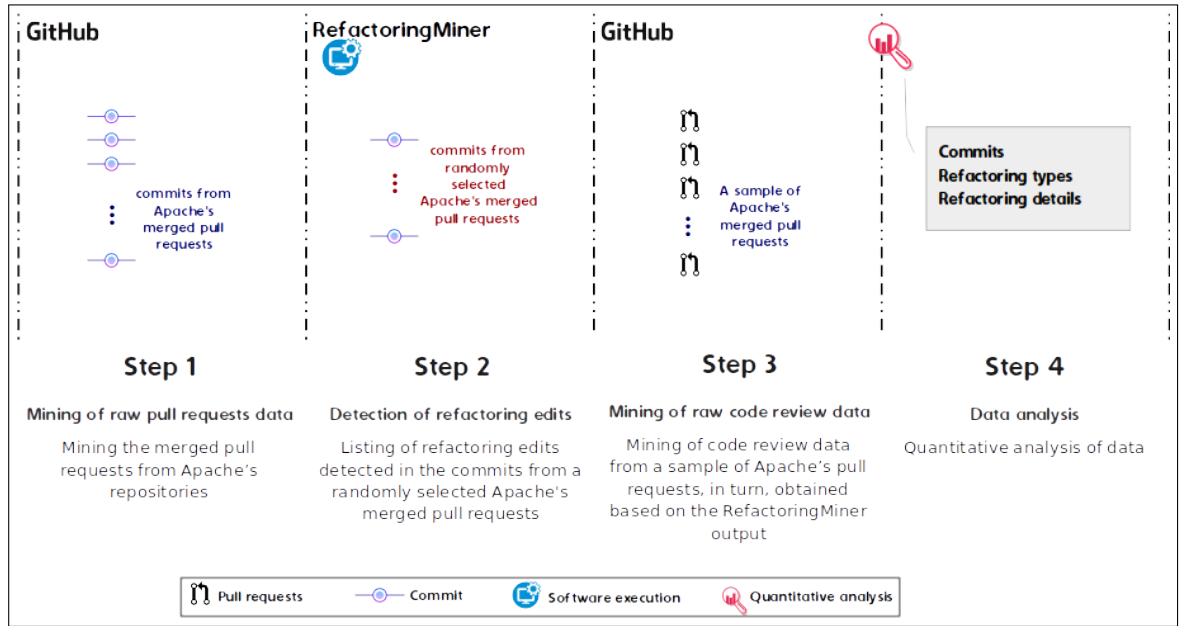 GitHub
commits from
Apache's
merged pull
requests
Step 1
Mining of raw pull requests data
Mining the merged pull
requests from Apache’s
repositories
RefactoringMiner
commits from
randomly
selected
Apache's merged
pull requests
Step 2
Detection of refactoring edits
Listing of refactoring edits
detected in the commits from a
randomly selected Apache's
merged pull requests
GitHub
A sample of
Apache's
merged pull
requests
Step 3
Mining of raw code review data
Mining of code review data
from a sample of Apache’s pull
requests, in turn, obtained
based on the RefactoringMiner
output
Commits
Refactoring types
Refactoring details
Step 4
Data analysis
Quantitative analysis of data
Pull requests
Commit
Software execution
Quantitative analysis